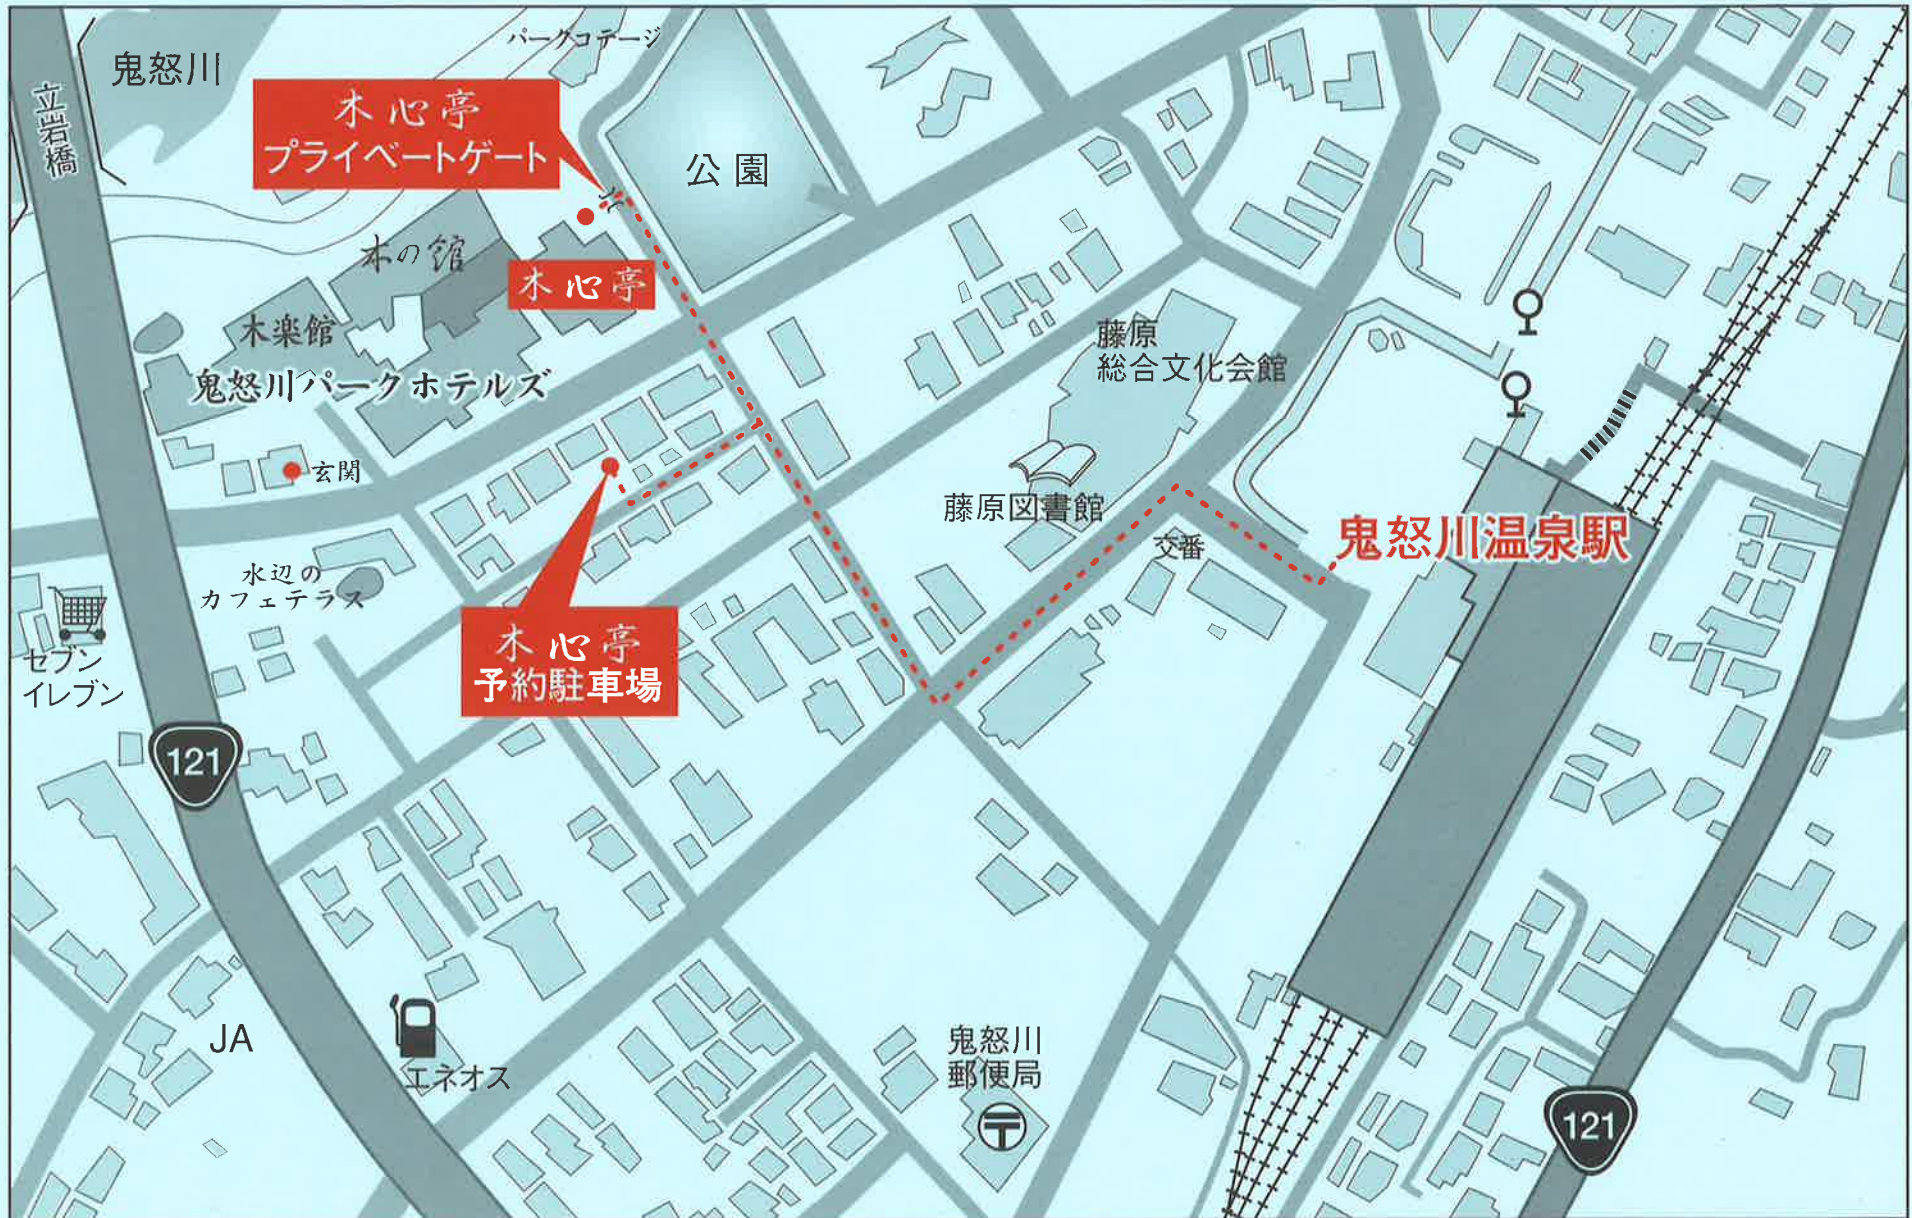 パークコテージ
鬼怒川
立岩橋
木心亭
プライベートゲート
公園
木の館
木心亭
木楽館
鬼怒川パークホテルズ
藤原
総合文化会館
玄関
藤原図書館
交番
鬼怒川温泉駅
水辺の
カフェテラス
木心亭
予約駐車場
セブン
イレブン
121
JA
エネオス
鬼怒川
郵便局
121